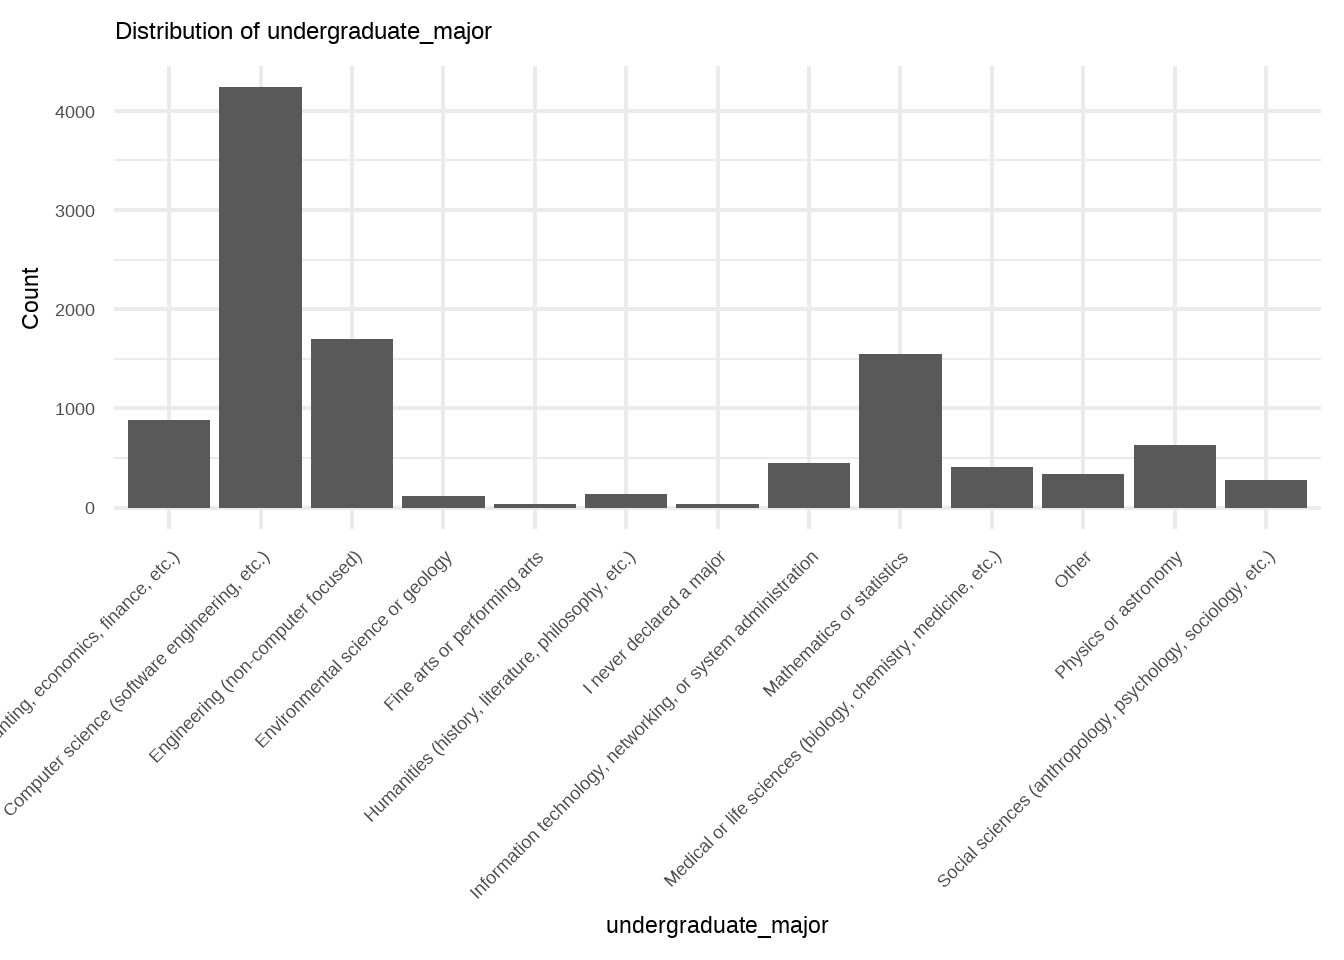 Distribution of undergraduate_major
Count
4000
3000
2000
1000
0
economics, finance, etc.)
Computer science (software engineering, etc.)
Engineering (non-computer focused)
Environmental science or geology
Fine arts or performing arts
Humanities (history, literature, philosophy, etc.)
I never declared a major
Information technology, networking, or system administration
Mathematics or statistics
Medical or life sciences (biology, chemistry, medicine, etc.)
Other
Physics or astronomy
Social sciences (anthropology, psychology, sociology, etc.)
undergraduate_major